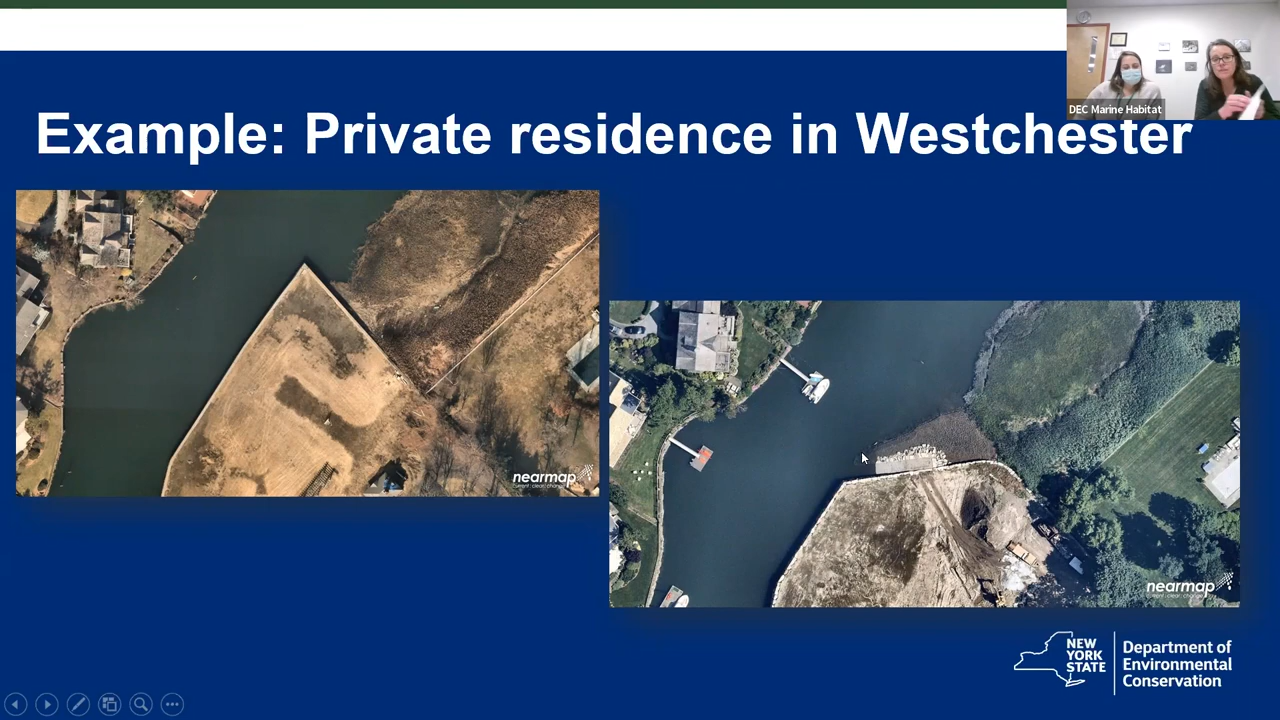 DEC Marine Habitat
Example: Private residence in Westchester
nearmap
nearmap
NEW
YORK
STATE
Department of
Environmental
Conservation